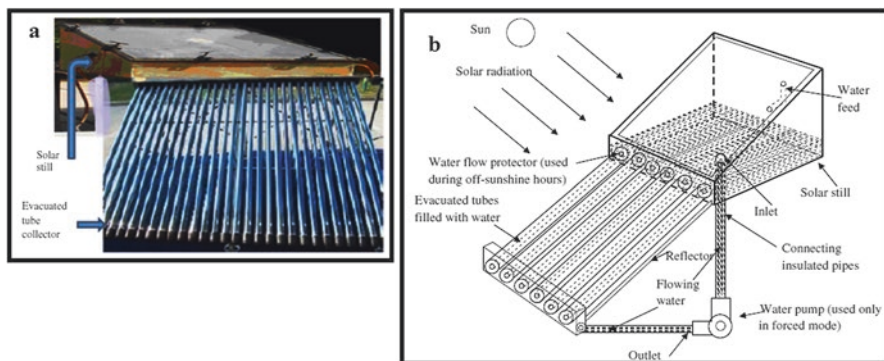 a
Solar
still
Evacuated
tube
collector
b
Sun
Solar radiation
Water
feed
Water flow protector (used
during off-sunshine hours)
Evacuated tubes
filled with water
Solar still
Inlet
Reflector
Connecting
insulated pipes
Flowing
water
Water pump (used only
in forced mode)
Outlet